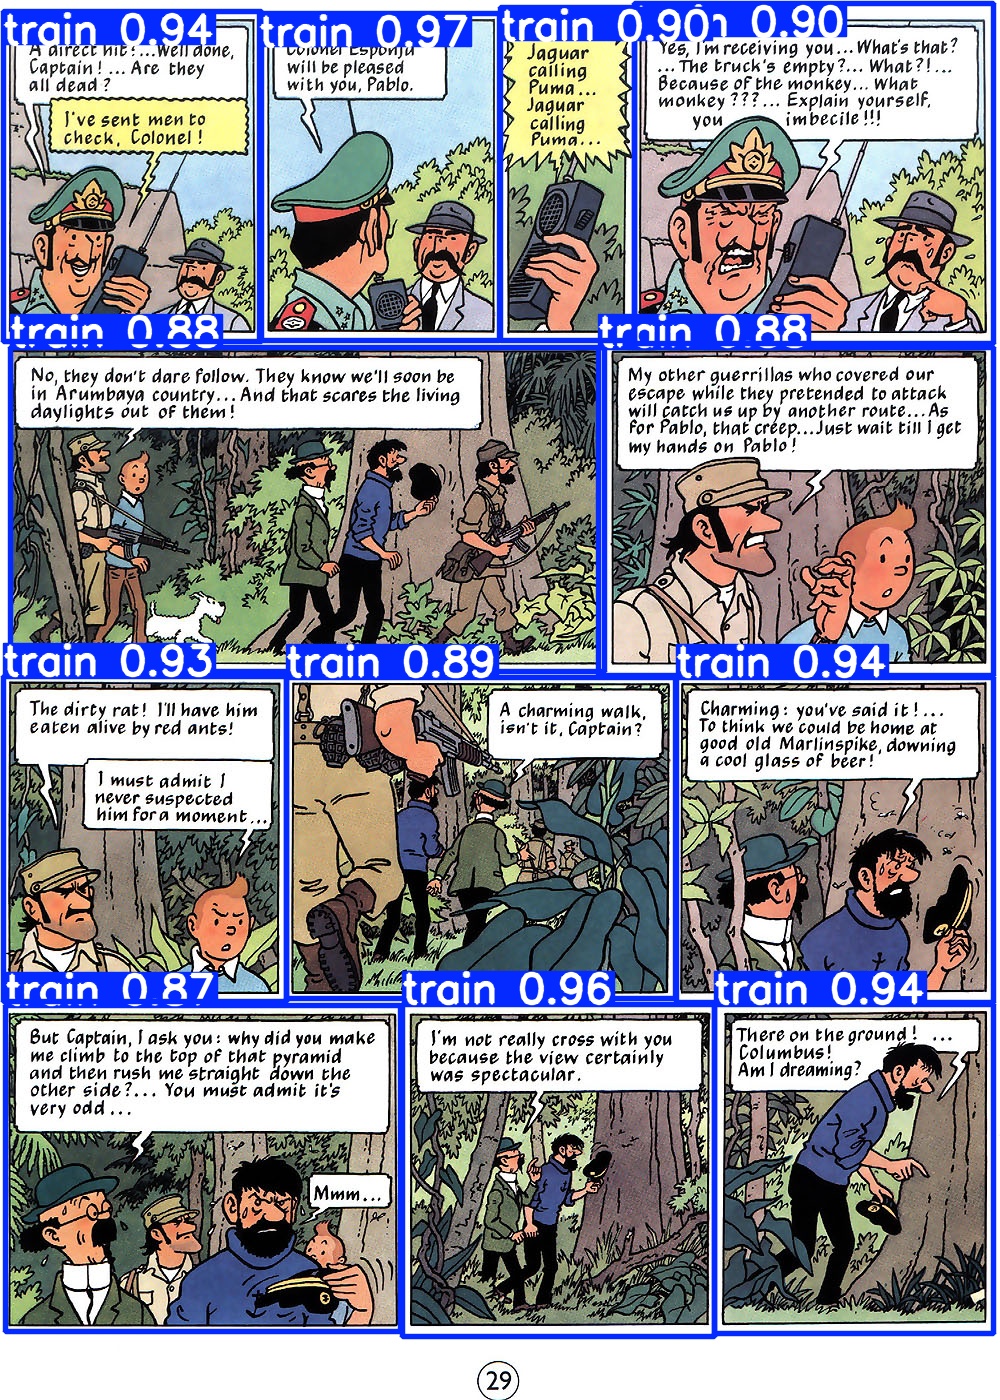 train 0.94
A direct hit!...Well done,
Captain! ... Are they
all dead?
I've sent men to
check, Colonel!
train 0.97
Colonel Esponja
will be pleased
with you, Pablo.
train 0.90
Jaguar
calling
Puma...
Jaguar
calling
Puma...
0.90
Yes, I'm receiving you... What's that?
... The truck's empty?... What?!...
Because of the monkey... What
monkey???... Explain yourself,
you imbecile!!!
train 0.88
No, they don't dare follow. They know we'll soon be
in Arumbaya country... And that scares the living
daylights out of them!
train 0.88
My other guerrillas who covered our
escape while they pretended to attack
will catch us up by another route... As
for Pablo, that creep...Just wait till I get
my hands on Pablo!
train 0.93
The dirty rat! I'll have him
eaten alive by red ants!
I must admit I
never suspected
him for a moment...
train 0.89
A charming walk,
isn't it, Captain?
train 0.94
Charming: you've said it!...
To think we could be home at
good old Marlinspike, downing
a cool glass of beer!
train 0.87
But Captain, I ask you: why did you make
me climb to the top of that pyramid
and then rush me straight down the
other side?... You must admit it's
very odd...
Mmm...
train 0.96
I'm not really cross with you
because the view certainly
was spectacular.
train 0.94
There on the ground! ...
Columbus!
Am I dreaming?
29